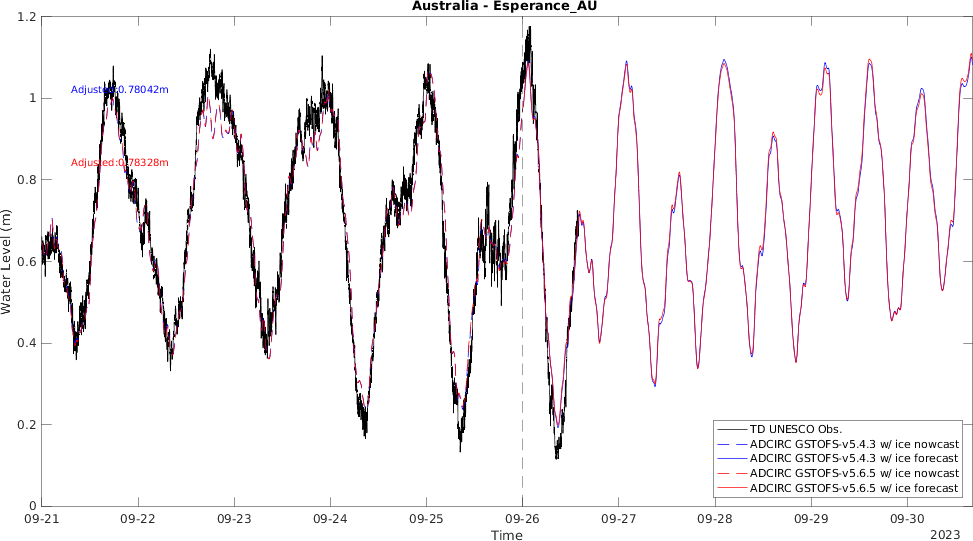 Australia - Esperance_AU
1.2
1
0.8
0.6
0.4
0.2
0
Water Level (m)
Adjusted:0.78042m
Adjusted:0.78328m
TD UNESCO Obs.
ADCIRC GSTOFS-v5.4.3 w/ ice nowcast
ADCIRC GSTOFS-v5.4.3 w/ ice forecast
ADCIRC GSTOFS-v5.6.5 w/ ice nowcast
ADCIRC GSTOFS-v5.6.5 w/ ice forecast
09-21 09-22 09-23 09-24 09-25 09-26 09-27 09-28 09-29 09-30
Time
2023